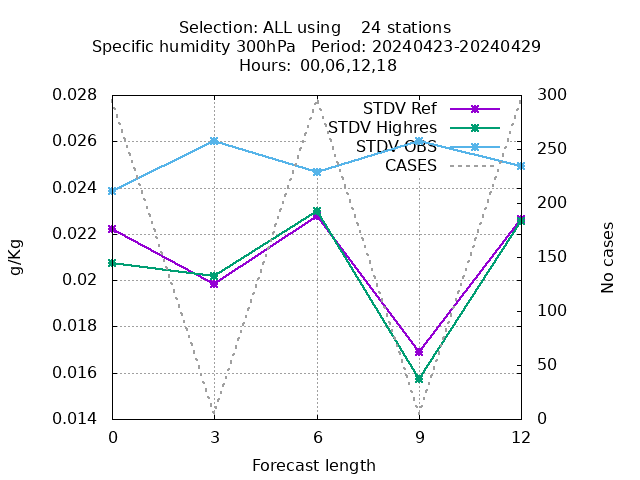 Selection: ALL using    24 stations
Specific humidity 300hPa   Period: 20240423-20240429
Hours: 00,06,12,18
STDV Ref
STDV Highres
STDV OBS
CASES
0.028
0.026
0.024
0.022
0.02
0.018
0.016
0.014
300
250
200
150
100
50
0
g/Kg
No cases
0 3 6 9 12
Forecast length